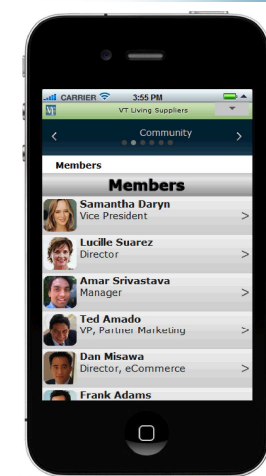 CARRIER 3:55 PM
VT VT Living Suppliers
Community
Members
Members
Samantha Daryn
Vice President
>
Lucille Suarez
Director
>
Amar Srivastava
Manager
>
Ted Amado
VP, Partner Marketing
>
Dan Misawa
Director, eCommerce
>
Frank Adams